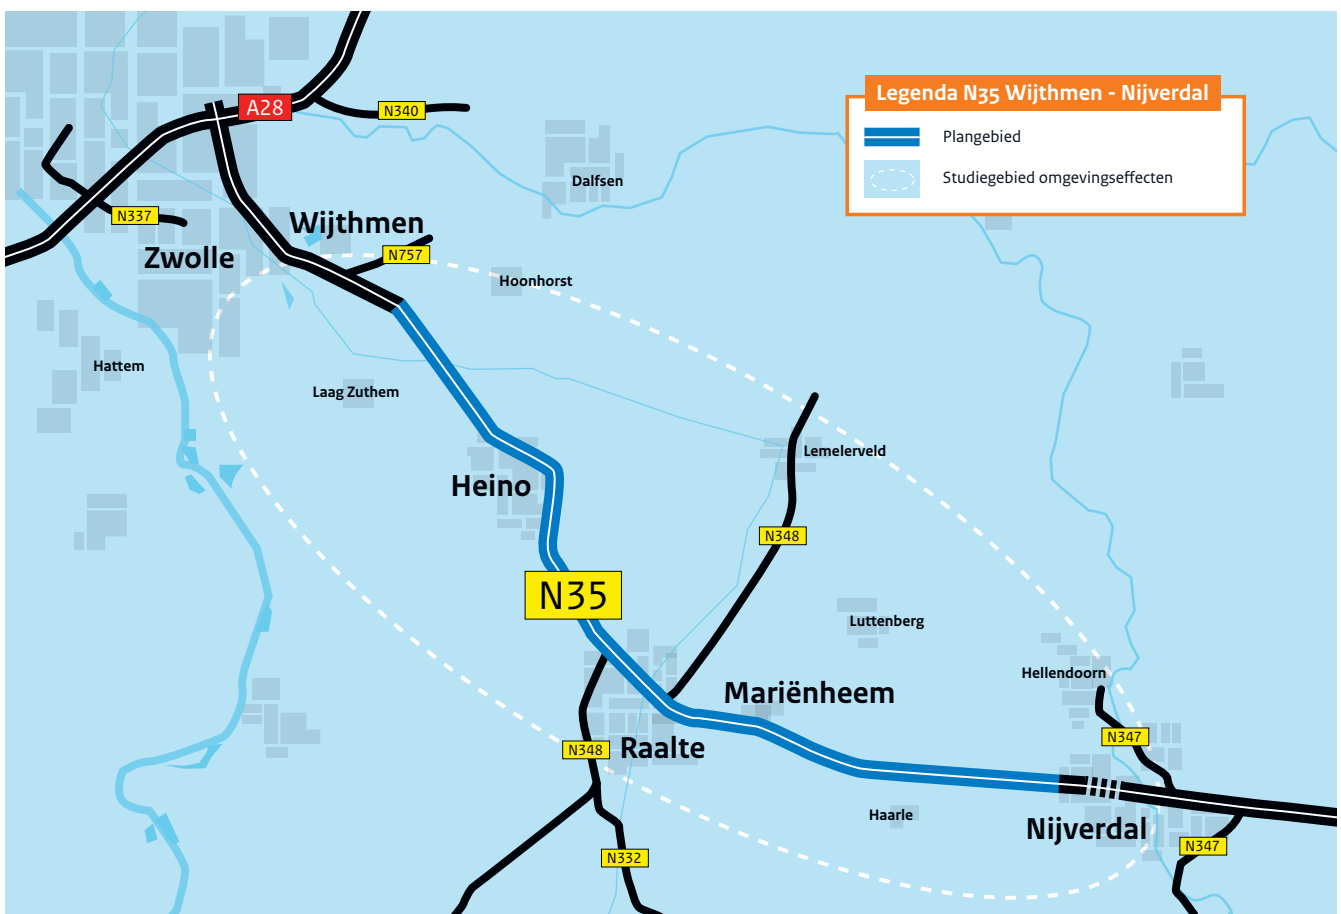 A28
N340
Legenda N35 Wijthmen - Nijverdal
Plangebied
Studiegebied omgevingseffecten
Dalfsen
N337
Wijthmen
Zwolle
N757
Hoonhorst
Hattem
Laag Zuthem
Lemelerveld
Heino
N348
N35
Luttenberg
Hellendoorn
Mariënheem
N348
Raalte
N347
Haarle
Nijverdal
N347
N332